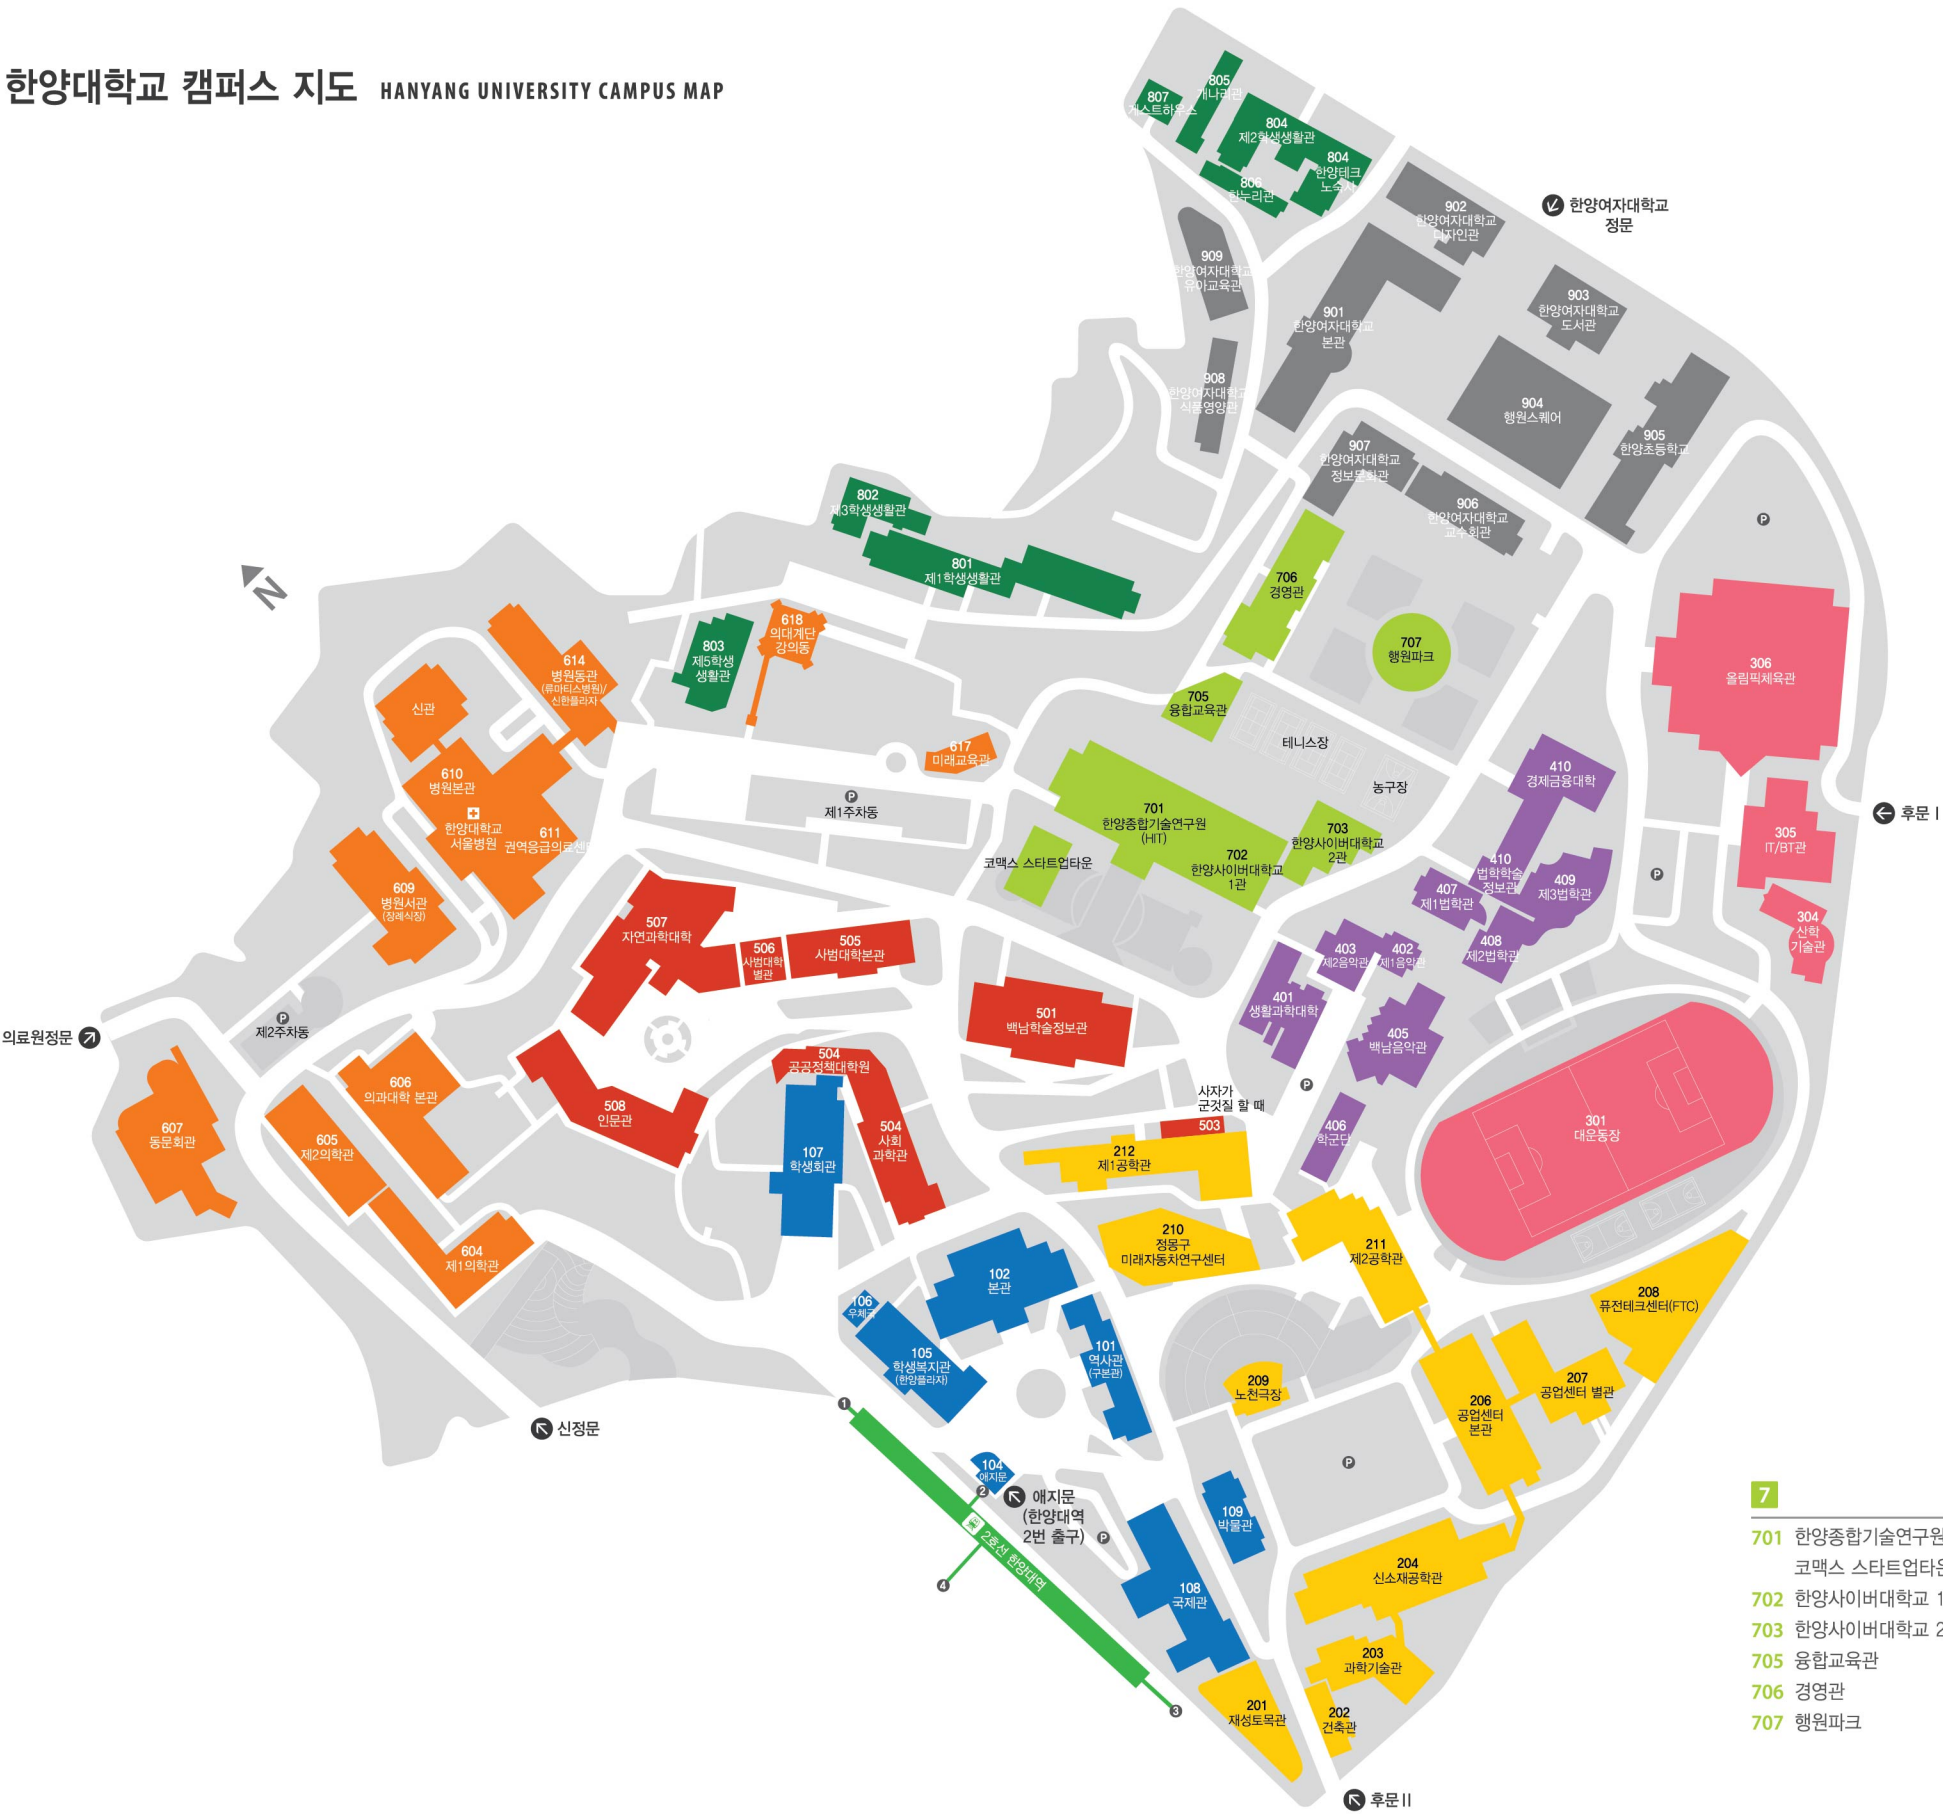 한양대학교 캠퍼스 지도 HANYANG UNIVERSITY CAMPUS MAP
805
개나리관
807
게스트하우스
804
제2학생생활관
804
한양테크
노숙사
806
한누리관
902
한양여자대학교
디자인관
한양여자대학교
정문
909
한양여자대학교
유아교육관
903
한양여자대학교
도서관
901
한양여자대학교
본관
908
한양여자대학교
식품영양관
904
행원스퀘어
905
한양초등학교
907
한양여자대학교
정보문화관
906
한양여자대학교
교수회관
P
802
제3학생생활관
801
제1학생생활관
706
경영관
N
618
의대계단
강의동
803
제5학생
생활관
707
행원파크
614
병원동관
(류마티스병원)/
신한플라자
306
올림픽체육관
신관
705
융합교육관
테니스장
617
미래교육관
610
병원본관
410
경제금융대학
농구장
P
제1주차동
701
한양종합기술연구원
(HIT)
후문 I
한양대학교
서울병원
611
권역응급의료센터
703
한양사이버대학교
2관
305
IT/BT관
702
한양사이버대학교
1관
코맥스 스타트업타운
410
법학학술
정보관
409
제3법학관
P
407
제1법학관
609
병원서관
(장례식장)
507
자연과학대학
304
산학
기술관
506
사범대학
별관
505
사범대학본관
403
제2음악관
402
제1음악관
408
제2법학관
401
생활과학대학
501
백남학술정보관
P
제2주차동
의료원정문
405
백남음악관
504
공공정책대학원
606
의과대학 본관
P
사자가
군것질 할 때
503
508
인문관
301
대운동장
607
동문회관
605
제2의학관
504
사회
과학관
406
학군단
107
학생회관
212
제1공학관
210
정몽구
미래자동차연구센터
211
제2공학관
604
제1의학관
102
본관
208
퓨전테크센터(FTC)
106
우체국
105
학생복지관
(한양플라자)
101
역사관
(구본관)
209
노천극장
207
공업센터 별관
206
공업센터
본관
1
신정문
P
104
애지문
2
애지문
(한양대역
2번 출구)
P
109
박물관
7
2호선 한양대역
701 한양종합기술연구원
코맥스 스타트업타운
204
신소재공학관
4
108
국제관
702 한양사이버대학교 1
703 한양사이버대학교 2
203
과학기술관
705 융합교육관
706 경영관
3
201
재성토목관
202
건축관
707 행원파크
후문 II